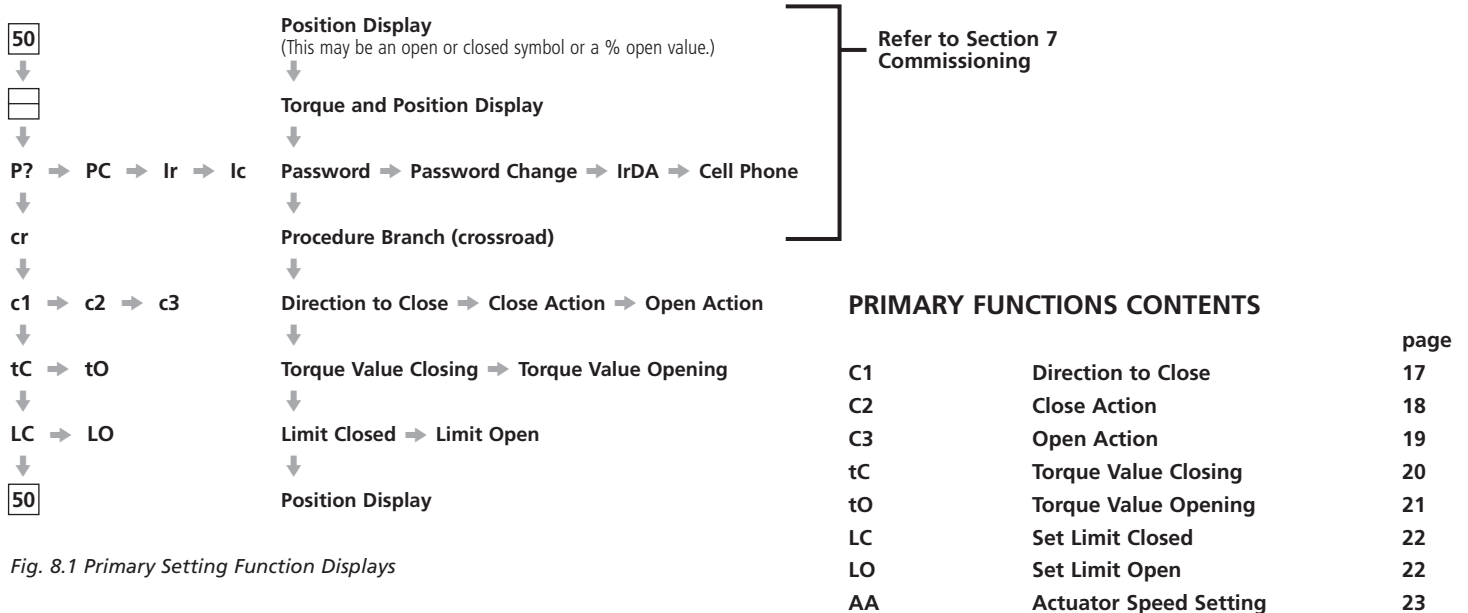 50
Position Display
(This may be an open or closed symbol or a % open value.)
Torque and Position Display
P? PC Ir Ic
Password Password Change IrDA Cell Phone
cr
Procedure Branch (crossroad)
c1 c2 c3
Direction to Close Close Action Open Action
tC tO
Torque Value Closing Torque Value Opening
LC LO
Limit Closed Limit Open
50
Position Display
Fig. 8.1 Primary Setting Function Displays
Refer to Section 7
Commissioning
PRIMARY FUNCTIONS CONTENTS
page
C1 Direction to Close 17
C2 Close Action 18
C3 Open Action 19
tC Torque Value Closing 20
tO Torque Value Opening 21
LC Set Limit Closed 22
LO Set Limit Open 22
AA Actuator Speed Setting 23